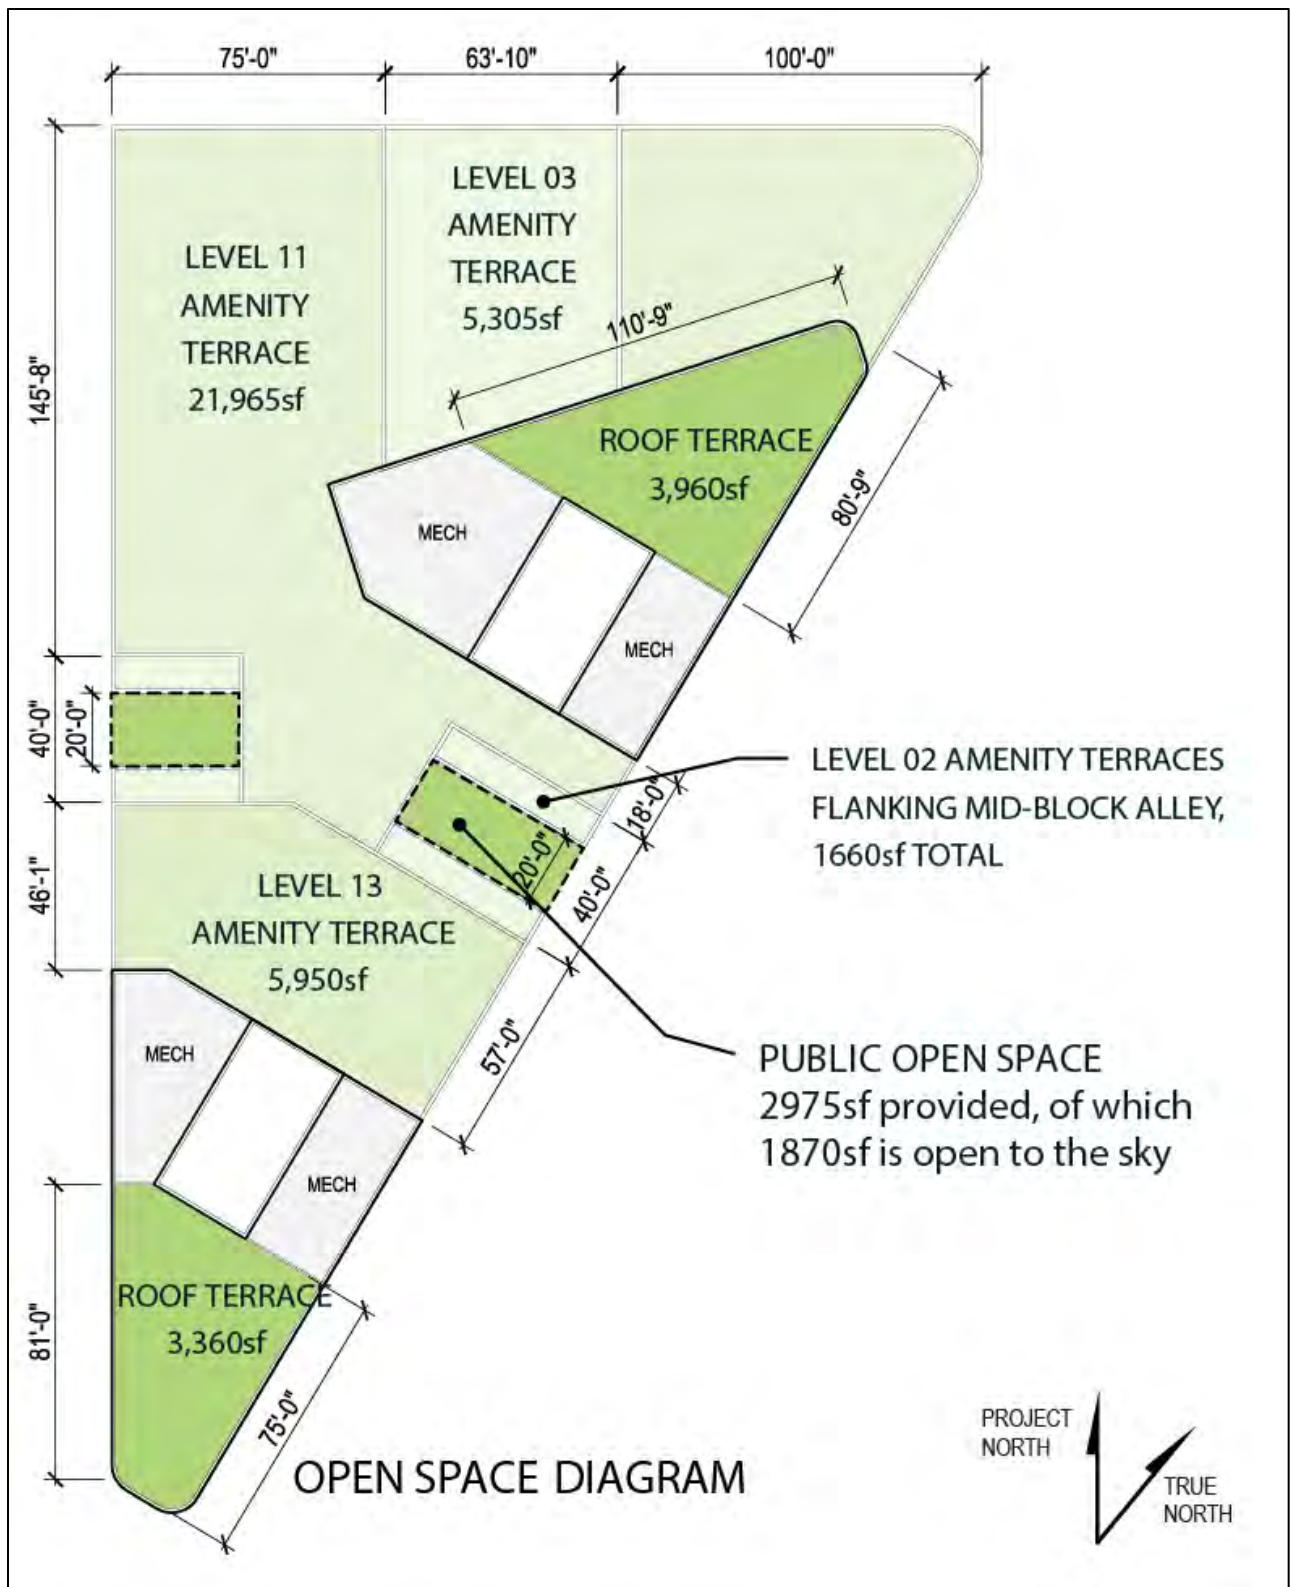 75'-0"
63'-10"
100'-0"
LEVEL 03
AMENITY
TERRACE
5,305sf
LEVEL 11
AMENITY
TERRACE
21,965sf
110'-9"
145'-8"
ROOF TERRACE
3,960sf
80'-9"
MECH
MECH
40'-0"
20'-0"
LEVEL 02 AMENITY TERRACES
FLANKING MID-BLOCK ALLEY,
1660sf TOTAL
18'-0"
20'-0"
40'-0"
46'-1"
LEVEL 13
AMENITY TERRACE
5,950sf
57'-0"
PUBLIC OPEN SPACE
2975sf provided, of which
1870sf is open to the sky
MECH
MECH
ROOF TERRACE
3,360sf
81'-0"
75'-0"
OPEN SPACE DIAGRAM
PROJECT
NORTH
TRUE
NORTH